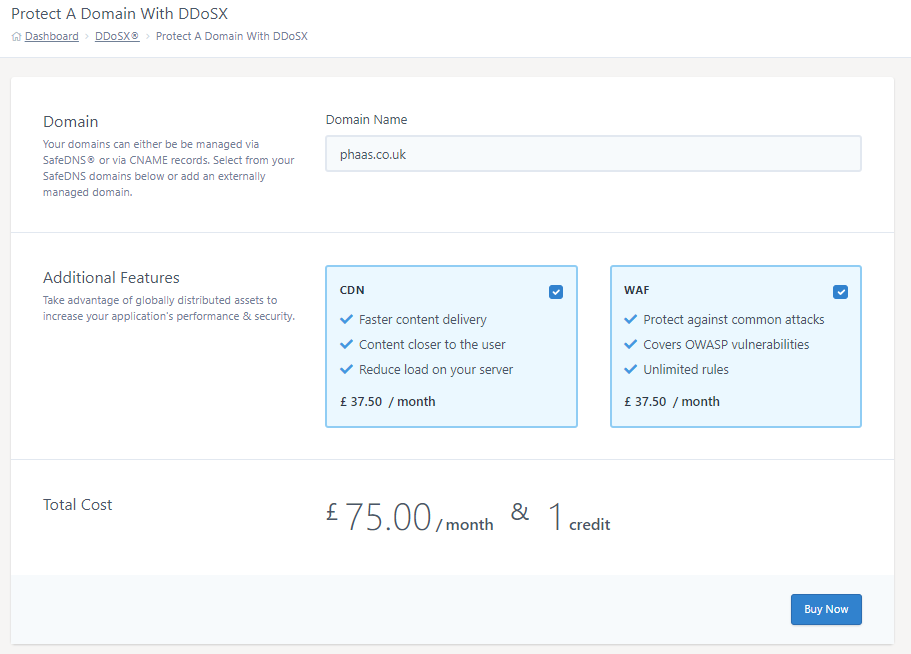 Protect A Domain With DDoSX
Dashboard > DDoSX® > Protect A Domain With DDoSX
Domain
Your domains can either be be managed via
SafeDNS® or via CNAME records. Select from your
SafeDNS domains below or add an externally
managed domain.
Domain Name
phaas.co.uk
Additional Features
Take advantage of globally distributed assets to
increase your application's performance & security.
CDN
Faster content delivery
Content closer to the user
Reduce load on your server
£ 37.50 / month
WAF
Protect against common attacks
Covers OWASP vulnerabilities
Unlimited rules
£ 37.50 / month
Total Cost
£ 75.00 / month & 1 credit
Buy Now